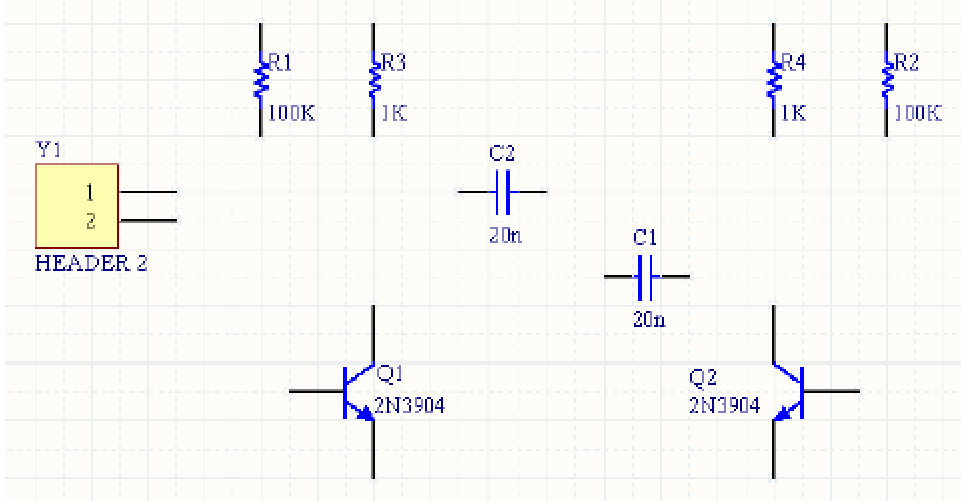 R1
100K
R3
1K
R4
1K
R2
100K
Y1
1
2
HEADER 2
C2
20n
C1
20n
Q1
2N3904
Q2
2N3904